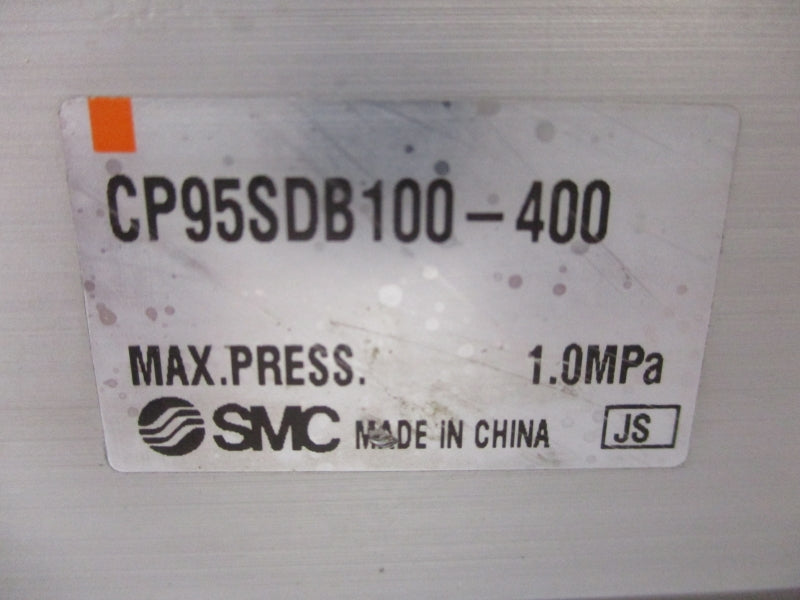 CP95SDB100-400
MAX.PRESS. 1.0MPa
SMC MADE IN CHINA JS